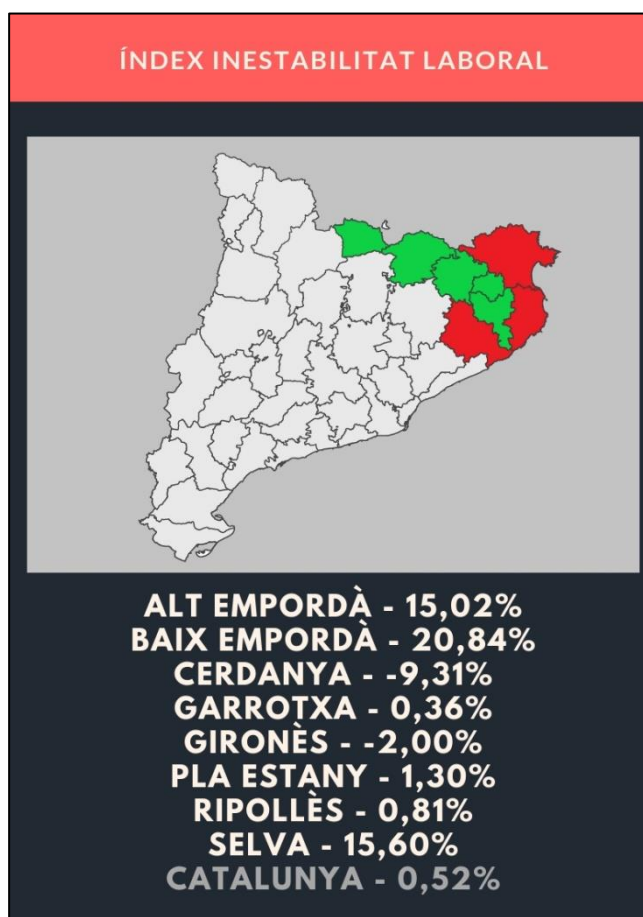 ÍNDEX INESTABILITAT LABORAL
ALT EMPORDÀ - 15,02%
BAIX EMPORDÀ - 20,84%
CERDANYA - -9,31%
GARROTXA - 0,36%
GIRONÈS - -2,00%
PLA ESTANY - 1,30%
RIPOLLÈS - 0,81%
SELVA - 15,60%
CATALUNYA - 0,52%